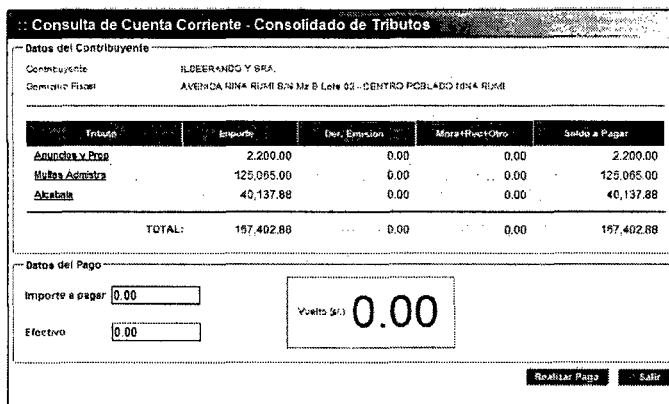 :: Consulta de Cuenta Corriente - Consolidado de Tributos
Datos del Contribuyente
Contribuyente ILDEBRANDO Y SRA.
Domicilio Fiscal AVENIDA NINA RUMI S/N Mz B Lote 02 - CENTRO POBLADO NINA RUMI
Tributo Importe Der. Emision Mora+Rec+Otro Saldo a Pagar
Anuncios y Prop 2,200.00 0.00 0.00 2,200.00
Multas Administra 125,065.00 0.00 0.00 125,065.00
Alcabala 40,137.88 0.00 0.00 40,137.88
TOTAL: 167,402.88 0.00 0.00 167,402.88
Datos del Pago
Importe a pagar 0.00
Vuelto (s/.) 0.00
Efectivo 0.00
Realizar Pago Salir